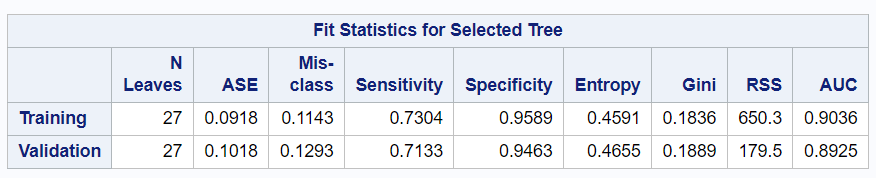 Fit Statistics for Selected Tree
N Leaves ASE Mis-class Sensitivity Specificity Entropy Gini RSS AUC
Training 27 0.0918 0.1143 0.7304 0.9589 0.4591 0.1836 650.3 0.9036
Validation 27 0.1018 0.1293 0.7133 0.9463 0.4655 0.1889 179.5 0.8925